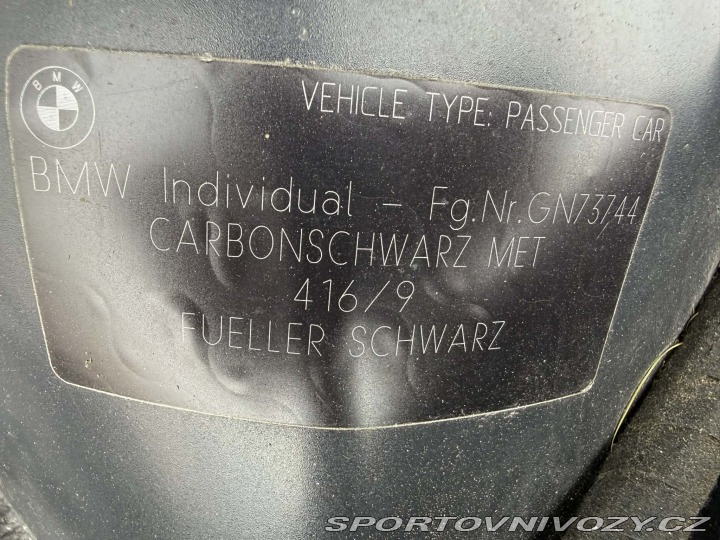 BMW
VEHICLE TYPE: PASSENGER CAR
BMW Individual - Fg.Nr.GN73744
CARBONSCHWARZ MET
416/9
FUELLER SCHWARZ
SPORTOVNIVOZY.CZ